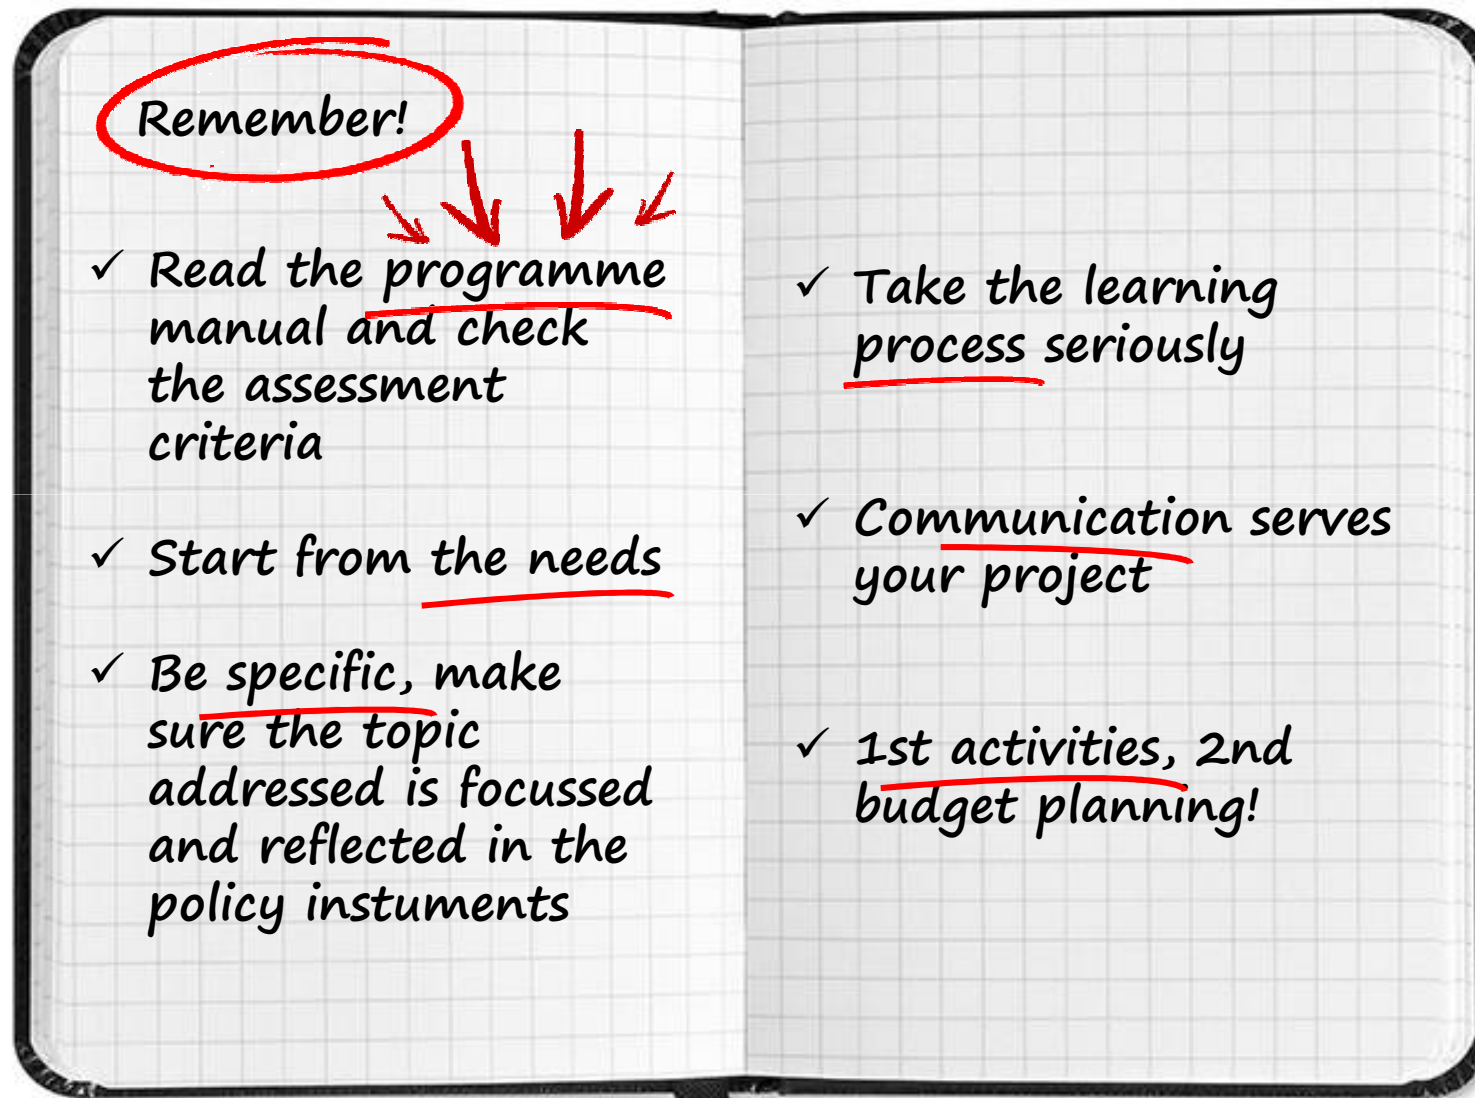 Remember!
✓ Read the programme
manual and check
the assessment
criteria
✓ Start from the needs
✓ Be specific, make
sure the topic
addressed is focussed
and reflected in the
policy instuments
✓ Take the learning
process seriously
✓ Communication serves
your project
✓ 1st activities, 2nd
budget planning!